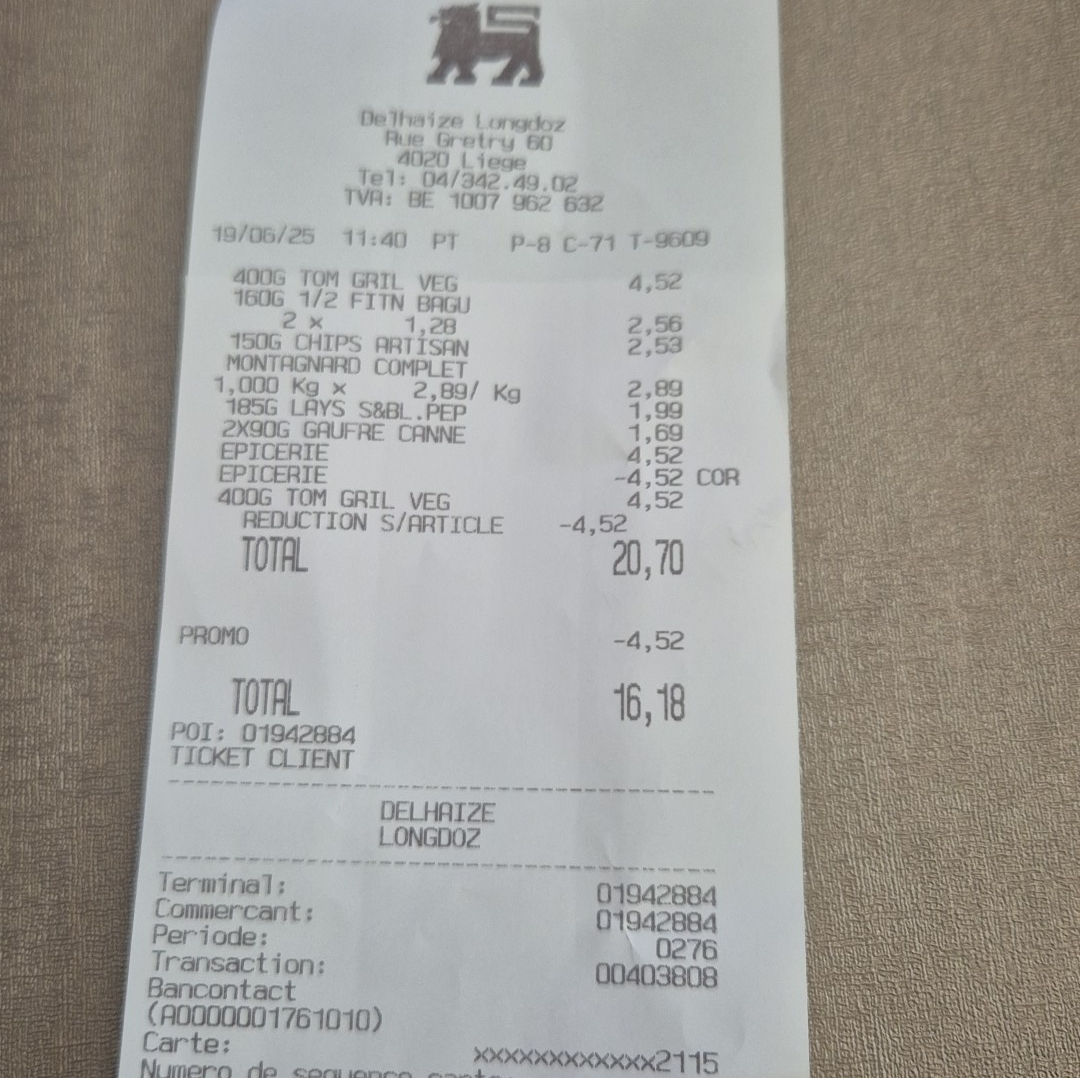 Delhaize Longdoz
Rue Gretry 60
4020 Liege
Tel: 04/342.49.02
TVA: BE 1007 962 632
19/06/25 11:40 PT P-8 C-71 T-9609
400G TOM GRIL VEG 4,52
160G 1/2 FITN BAGU
2 x 1,28 2,56
150G CHIPS ARTISAN 2,53
MONTAGNARD COMPLET
1,000 Kg x 2,89/ Kg 2,89
185G LAYS S&BL.PEP 1,99
2X90G GAUFRE CANNE 1,69
EPICERIE 4,52
EPICERIE -4,52 COR
400G TOM GRIL VEG 4,52
REDUCTION S/ARTICLE -4,52
TOTAL 20,70
PROMO -4,52
TOTAL 16,18
POI: 01942884
TICKET CLIENT
DELHAIZE
LONGDOZ
Terminal: 01942884
Commercant: 01942884
Periode: 0276
Transaction: 00403808
Bancontact
(A0000001761010)
Carte: xxxxxxxxxxxx2115
Numero de sequence